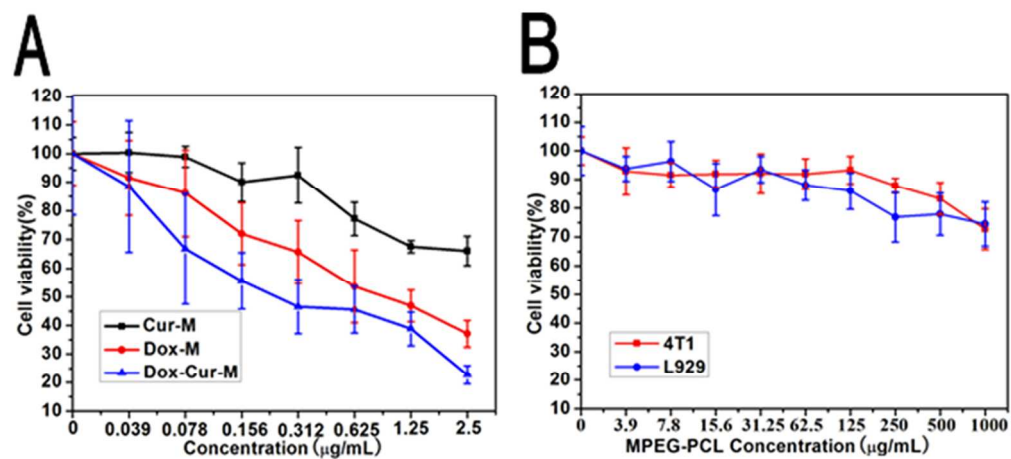 A
B
120
110
100
90
80
70
60
50
40
30
20
10
Cell viability(%)
Cur-M
Dox-M
Dox-Cur-M
0 0.039 0.078 0.156 0.312 0.625 1.25 2.5
Concentration (μg/mL)
120
110
100
90
80
70
60
50
40
30
20
10
Cell viability(%)
4T1
L929
0 3.9 7.8 15.6 31.25 62.5 125 250 500 1000
MPEG-PCL Concentration (μg/mL)